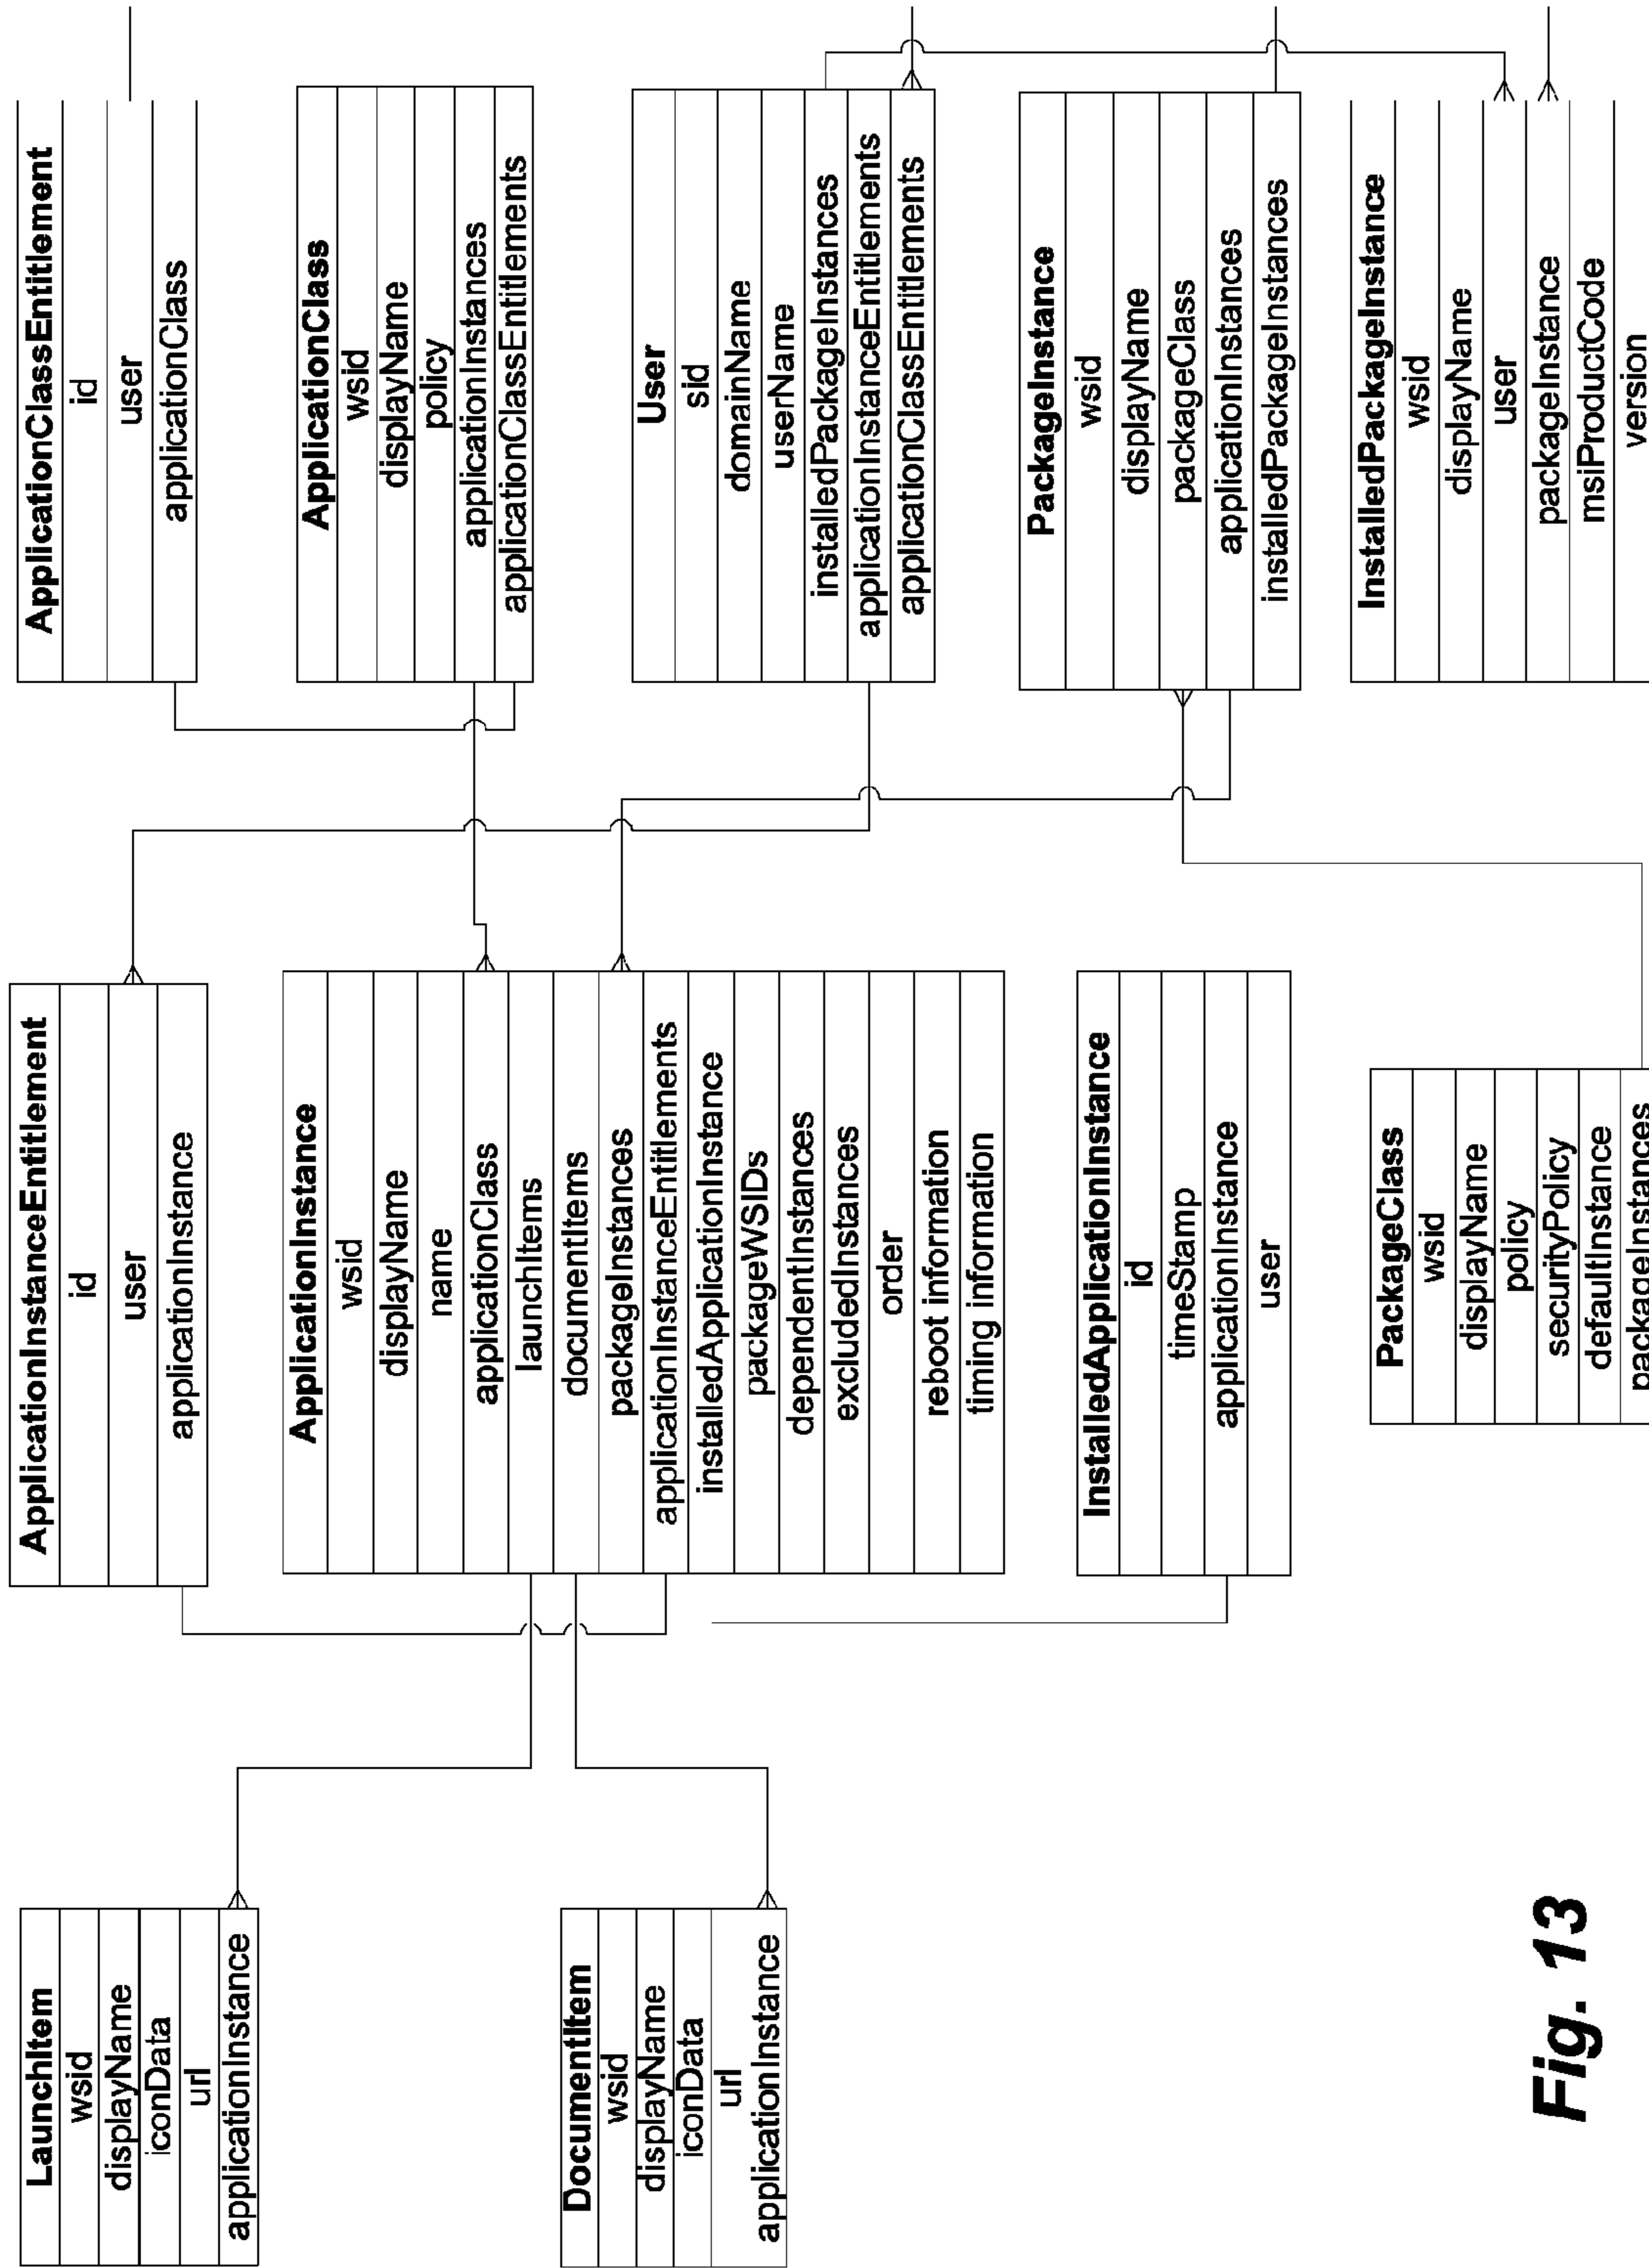 LaunchItem
wsid
displayName
iconData
url
applicationInstance
DocumentItem
wsid
displayName
iconData
url
applicationInstance
ApplicationInstanceEntitlement
id
user
applicationInstance
ApplicationInstance
wsid
displayName
name
applicationClass
launchItems
documentItems
packageInstances
applicationInstanceEntitlements
installedApplicationInstance
packageWSIDs
dependentInstances
excludedInstances
order
reboot information
timing information
InstalledApplicationInstance
id
timeStamp
applicationInstance
user
PackageClass
wsid
displayName
policy
securityPolicy
defaultInstance
packageInstances
ApplicationClassEntitlement
id
user
applicationClass
ApplicationClass
wsid
displayName
policy
applicationInstances
applicationClassEntitlements
User
sid
domainName
userName
installedPackageInstances
applicationInstanceEntitlements
applicationClassEntitlements
PackageInstance
wsid
displayName
packageClass
applicationInstances
installedPackageInstances
InstalledPackageInstance
wsid
displayName
user
packageInstance
msiProductCode
version
Fig. 13